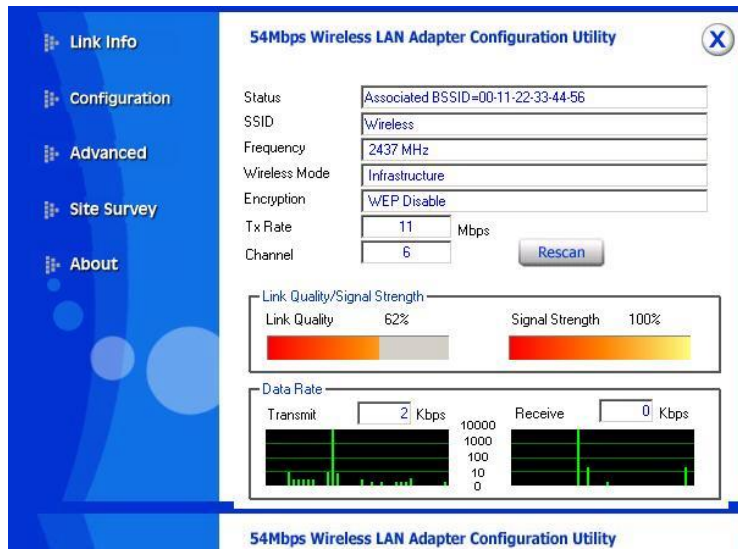 Link Info
Configuration
Advanced
Site Survey
About
54Mbps Wireless LAN Adapter Configuration Utility
X
Status Associated BSSID=00-11-22-33-44-56
SSID Wireless
Frequency 2437 MHz
Wireless Mode Infrastructure
Encryption WEP Disable
Tx Rate 11 Mbps
Channel 6 Rescan
Link Quality/Signal Strength
Link Quality 62% Signal Strength 100%
Data Rate
Transmit 2 Kbps Receive 0 Kbps
10000
1000
100
10
0
54Mbps Wireless LAN Adapter Configuration Utility